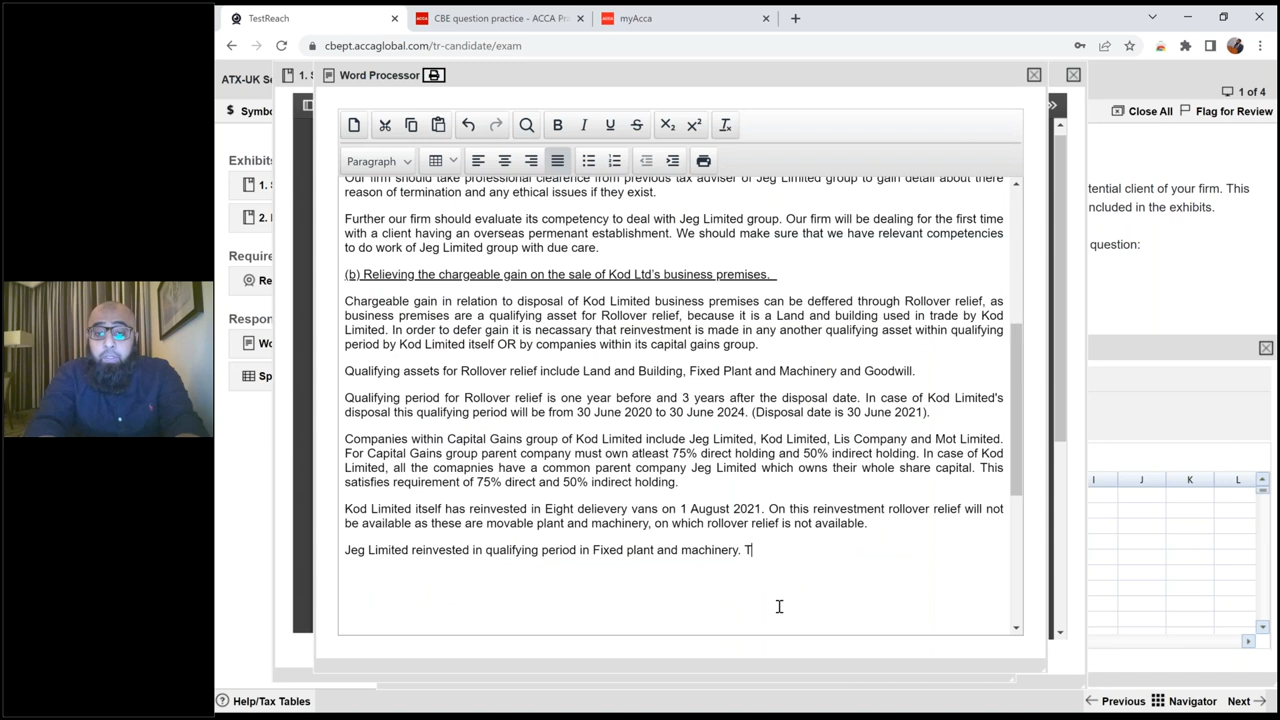 TestReach
CBE question practice - ACCA Pr
myAcca
cbept.accaglobal.com/tr-candidate/exam
ATX-UK Se
1. S
Word Processor
1 of 4
$ Symbo
Close All
Flag for Review
Exhibits
1. S
2.
Require
Re
Respon
Wo
Sp
Paragraph
tential client of your firm. This
ncluded in the exhibits.
question:
Our firm should take professional clearance from previous tax adviser of Jeg Limited group to gain detail about there
reason of termination and any ethical issues if they exist.
Further our firm should evaluate its competency to deal with Jeg Limited group. Our firm will be dealing for the first time
with a client having an overseas permenant establishment. We should make sure that we have relevant competencies
to do work of Jeg Limited group with due care.
(b) Relieving the chargeable gain on the sale of Kod Ltd's business premises.
Chargeable gain in relation to disposal of Kod Limited business premises can be deffered through Rollover relief, as
business premises are a qualifying asset for Rollover relief, because it is a Land and building used in trade by Kod
Limited. In order to defer gain it is necassary that reinvestment is made in any another qualifying asset within qualifying
period by Kod Limited itself OR by companies within its capital gains group.
Qualifying assets for Rollover relief include Land and Building, Fixed Plant and Machinery and Goodwill.
Qualifying period for Rollover relief is one year before and 3 years after the disposal date. In case of Kod Limited's
disposal this qualifying period will be from 30 June 2020 to 30 June 2024. (Disposal date is 30 June 2021).
Companies within Capital Gains group of Kod Limited include Jeg Limited, Kod Limited, Lis Company and Mot Limited.
For Capital Gains group parent company must own atleast 75% direct holding and 50% indirect holding. In case of Kod
Limited, all the comapnies have a common parent company Jeg Limited which owns their whole share capital. This
satisfies requirement of 75% direct and 50% indirect holding.
Kod Limited itself has reinvested in Eight delievery vans on 1 August 2021. On this reinvestment rollover relief will not
be available as these are movable plant and machinery, on which rollover relief is not available.
Jeg Limited reinvested in qualifying period in Fixed plant and machinery. T
I J K L
Help/Tax Tables
Previous
Navigator
Next